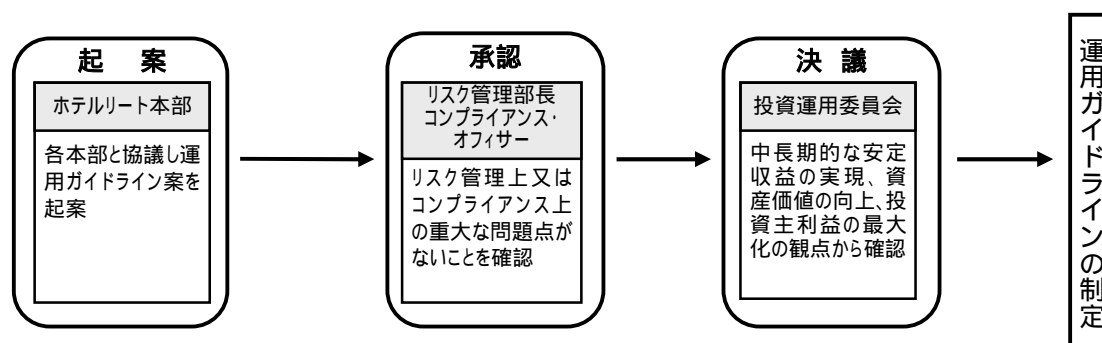 起 案
ホテルリート本部
各本部と協議し運
用ガイドライン案を
起案
承認
リスク管理部長
コンプライアンス・
オフィサー
リスク管理上又は
コンプライアンス上
の重大な問題点が
ないことを確認
決 議
投資運用委員会
中長期的な安定
収益の実現、資
産価値の向上、投
資主利益の最大
化の観点から確認
運用ガイドラインの制定